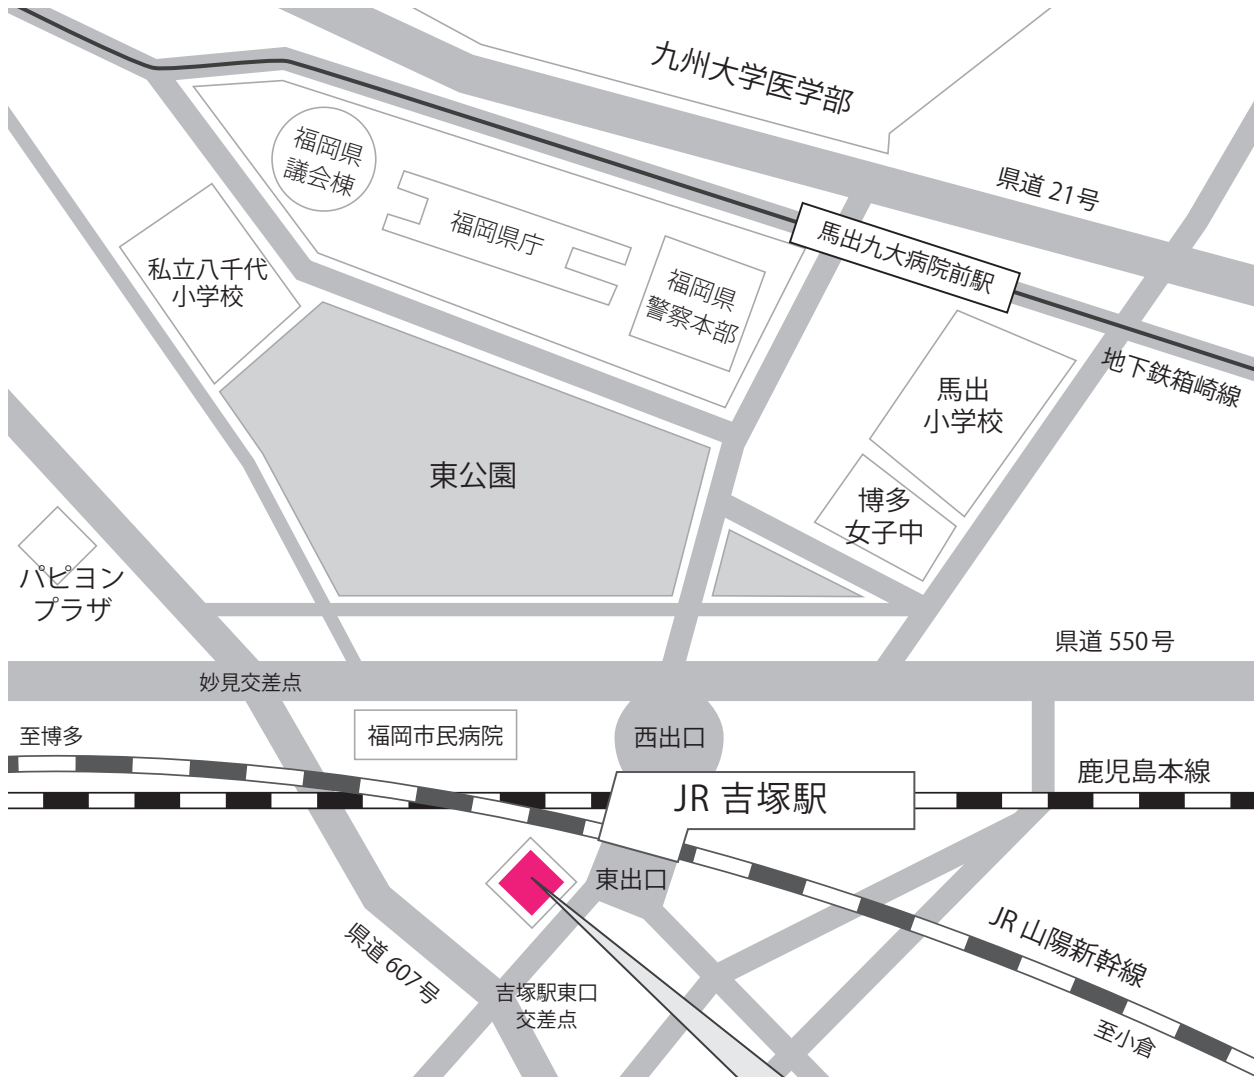 九州大学医学部
福岡県
議会棟
県道 21号
福岡県庁
馬出九大病院前駅
私立八千代
小学校
福岡県
警察本部
地下鉄箱崎線
馬出
小学校
東公園
博多
女子中
パピヨン
プラザ
県道 550号
妙見交差点
至博多
福岡市民病院
西出口
鹿児島本線
JR 吉塚駅
東出口
県道 607号
JR 山陽新幹線
吉塚駅東口
交差点
至小倉